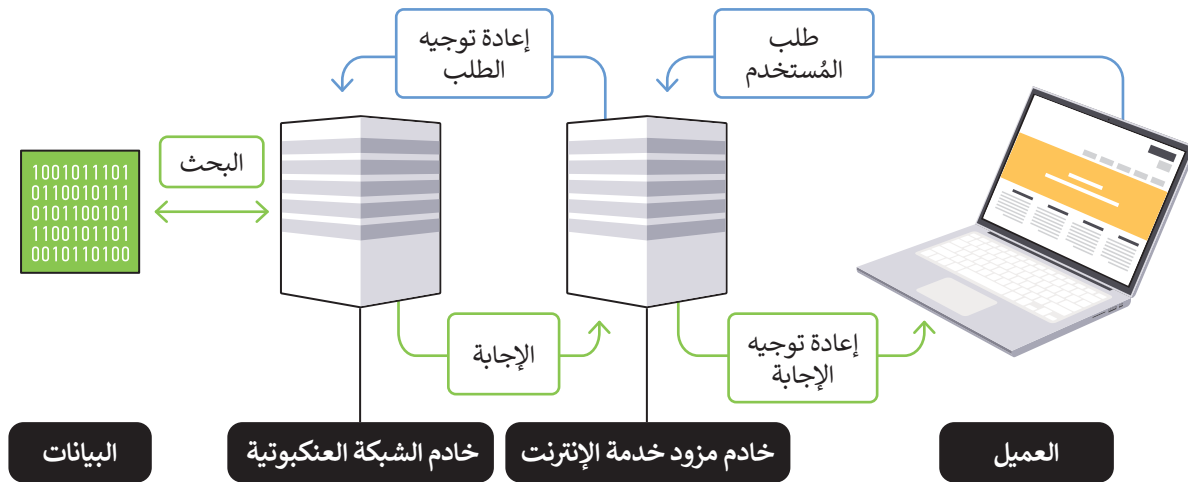 طلب
المُستخدم
إعادة توجيه
الطلب
البحث
1001011101
0110010111
0101100101
1100101101
0010110100
الإجابة
إعادة توجيه
الإجابة
العميل
خادم مزود خدمة الإنترنت
خادم الشبكة العنكبوتية
البيانات